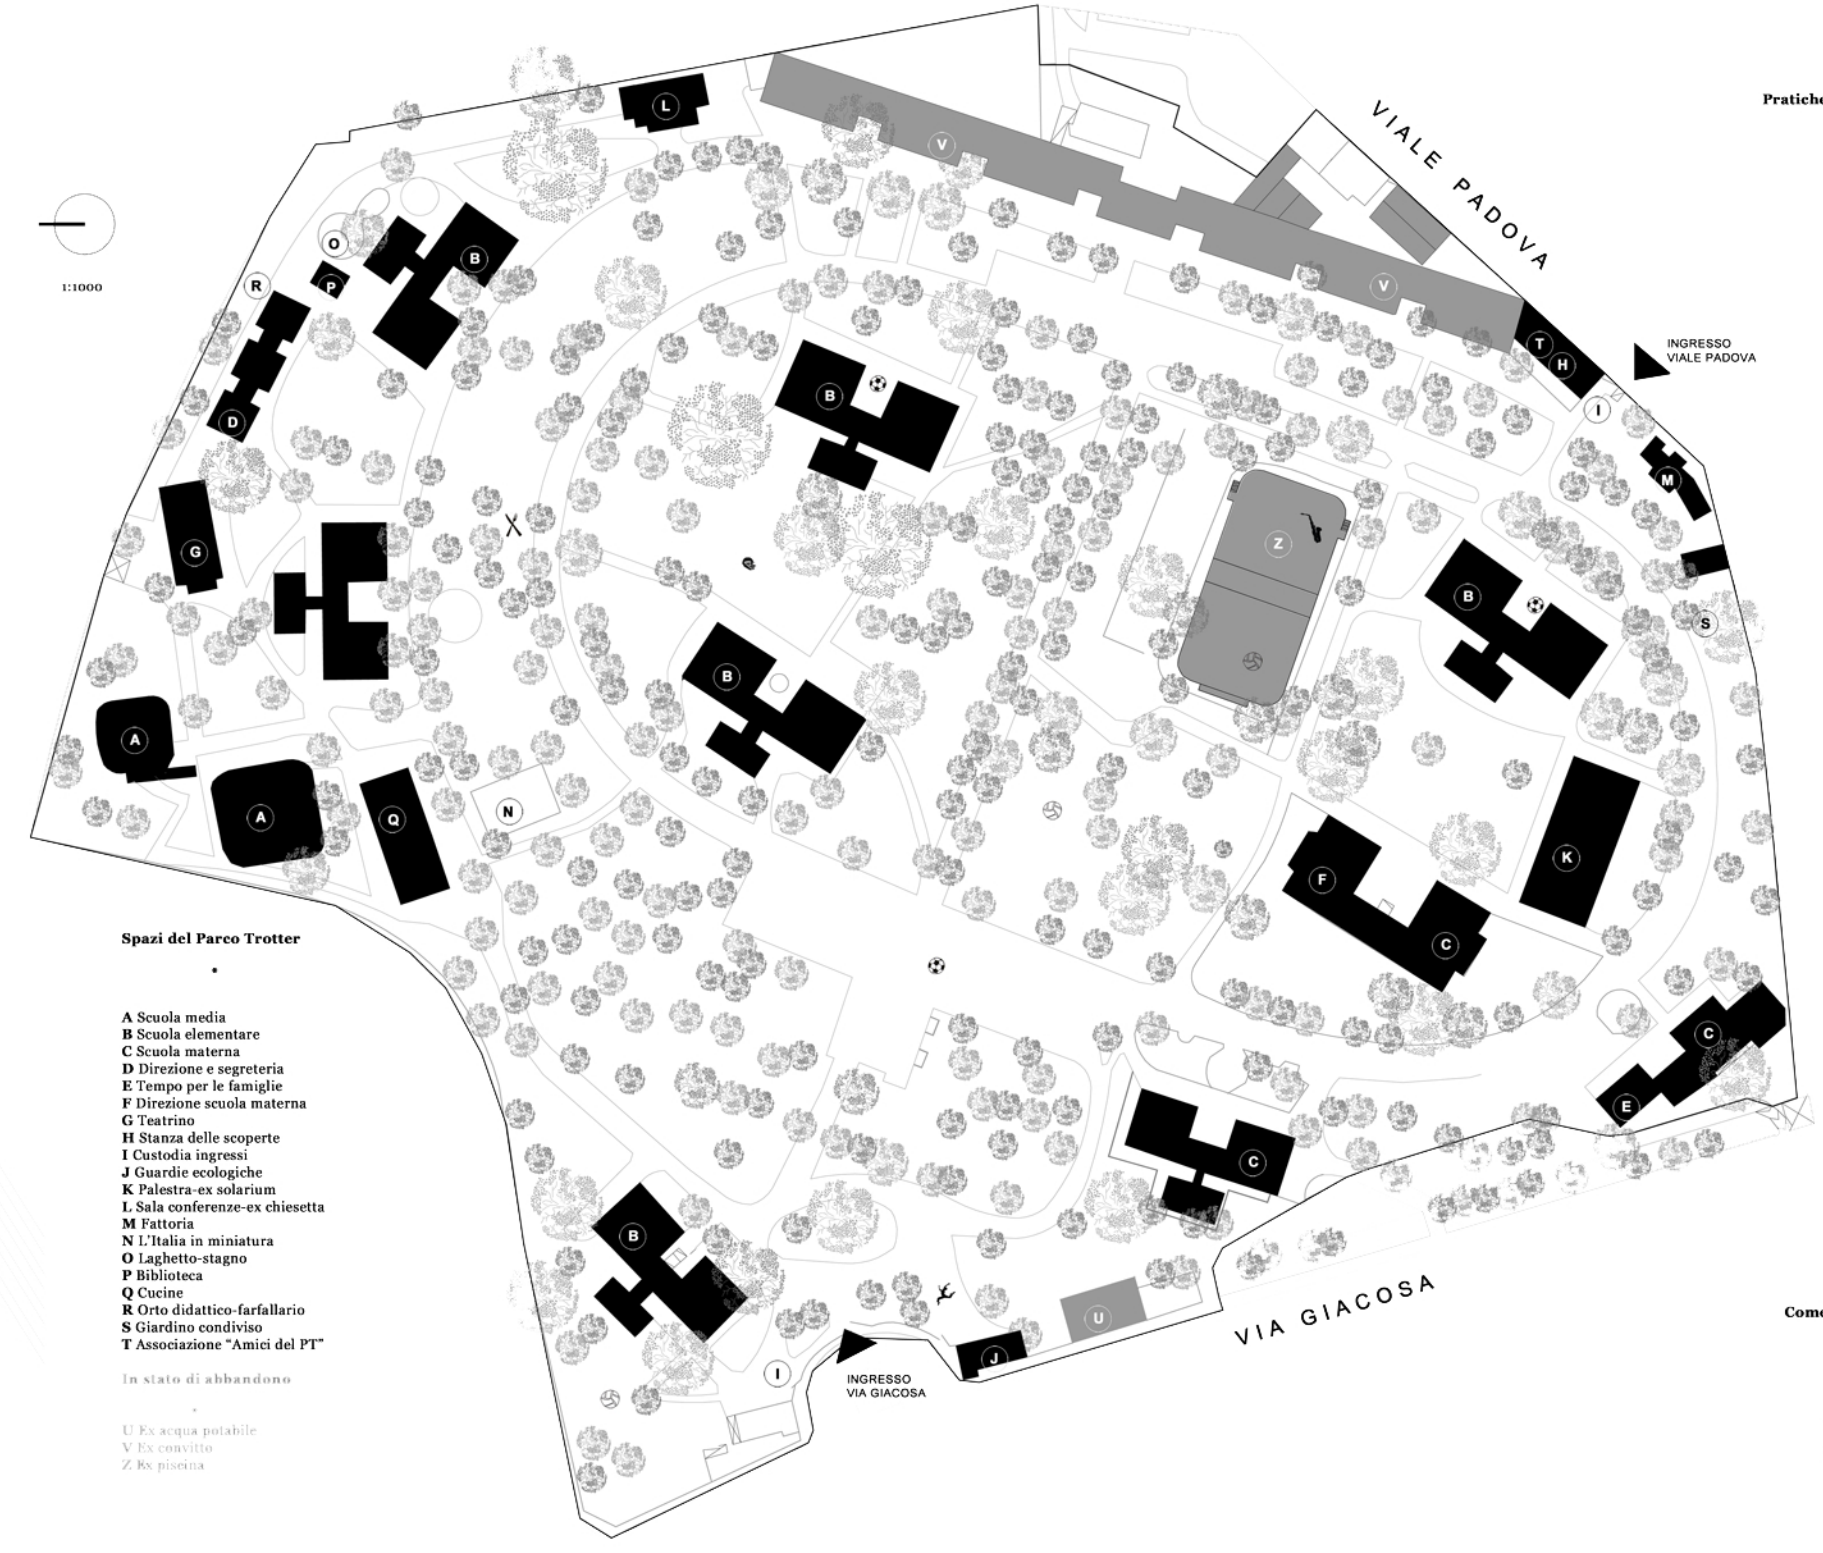 L
V
VIALE PADOVA
Pratiche
O
B
R
P
1:1000
V
T
H
INGRESSO
VIALE PADOVA
D
B
I
M
G
Z
B
S
B
A
A
Q
N
F
K
C
Spazi del Parco Trotter
A Scuola media
B Scuola elementare
C Scuola materna
D Direzione e segreteria
E Tempo per le famiglie
F Direzione scuola materna
G Teatrino
H Stanza delle scoperte
I Custodia ingressi
J Guardie ecologiche
K Palestra-ex solarium
L Sala conferenze-ex chiesetta
M Fattoria
N L'Italia in miniatura
O Laghetto-stagno
P Biblioteca
Q Cucine
R Orto didattico-farfallario
S Giardino condiviso
T Associazione "Amici del PT"
In stato di abbandono
U Ex acqua potabile
V Ex convitto
Z Ex piscina
C
E
C
B
U
J
I
INGRESSO
VIA GIACOSA
VIA GIACOSA
Come